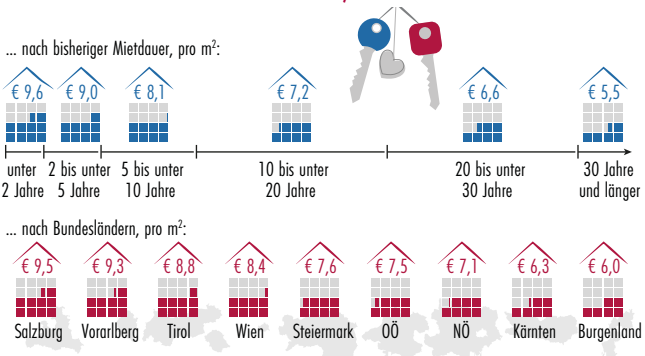 ... nach bisheriger Mietdauer, pro m²:
€ 9,6 € 9,0 € 8,1 € 7,2 € 6,6 € 5,5
unter 2 bis unter 5 bis unter 10 bis unter 20 bis unter 30 Jahre
2 Jahre 5 Jahre 10 Jahre 20 Jahre 30 Jahre und länger
... nach Bundesländern, pro m²:
€ 9,5 € 9,3 € 8,8 € 8,4 € 7,6 € 7,5 € 7,1 € 6,3 € 6,0
Salzburg Vorarlberg Tirol Wien Steiermark OÖ NÖ Kärnten Burgenland